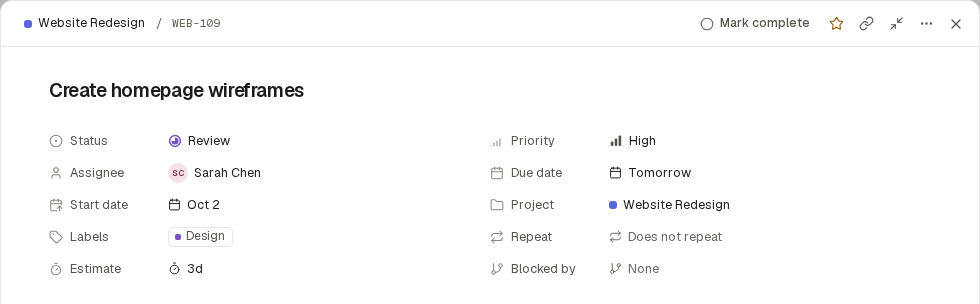 Website Redesign / WEB-109 Mark complete
Create homepage wireframes
Status Review Priority High
Assignee SC Sarah Chen Due date Tomorrow
Start date Oct 2 Project Website Redesign
Labels Design Repeat Does not repeat
Estimate 3d Blocked by None